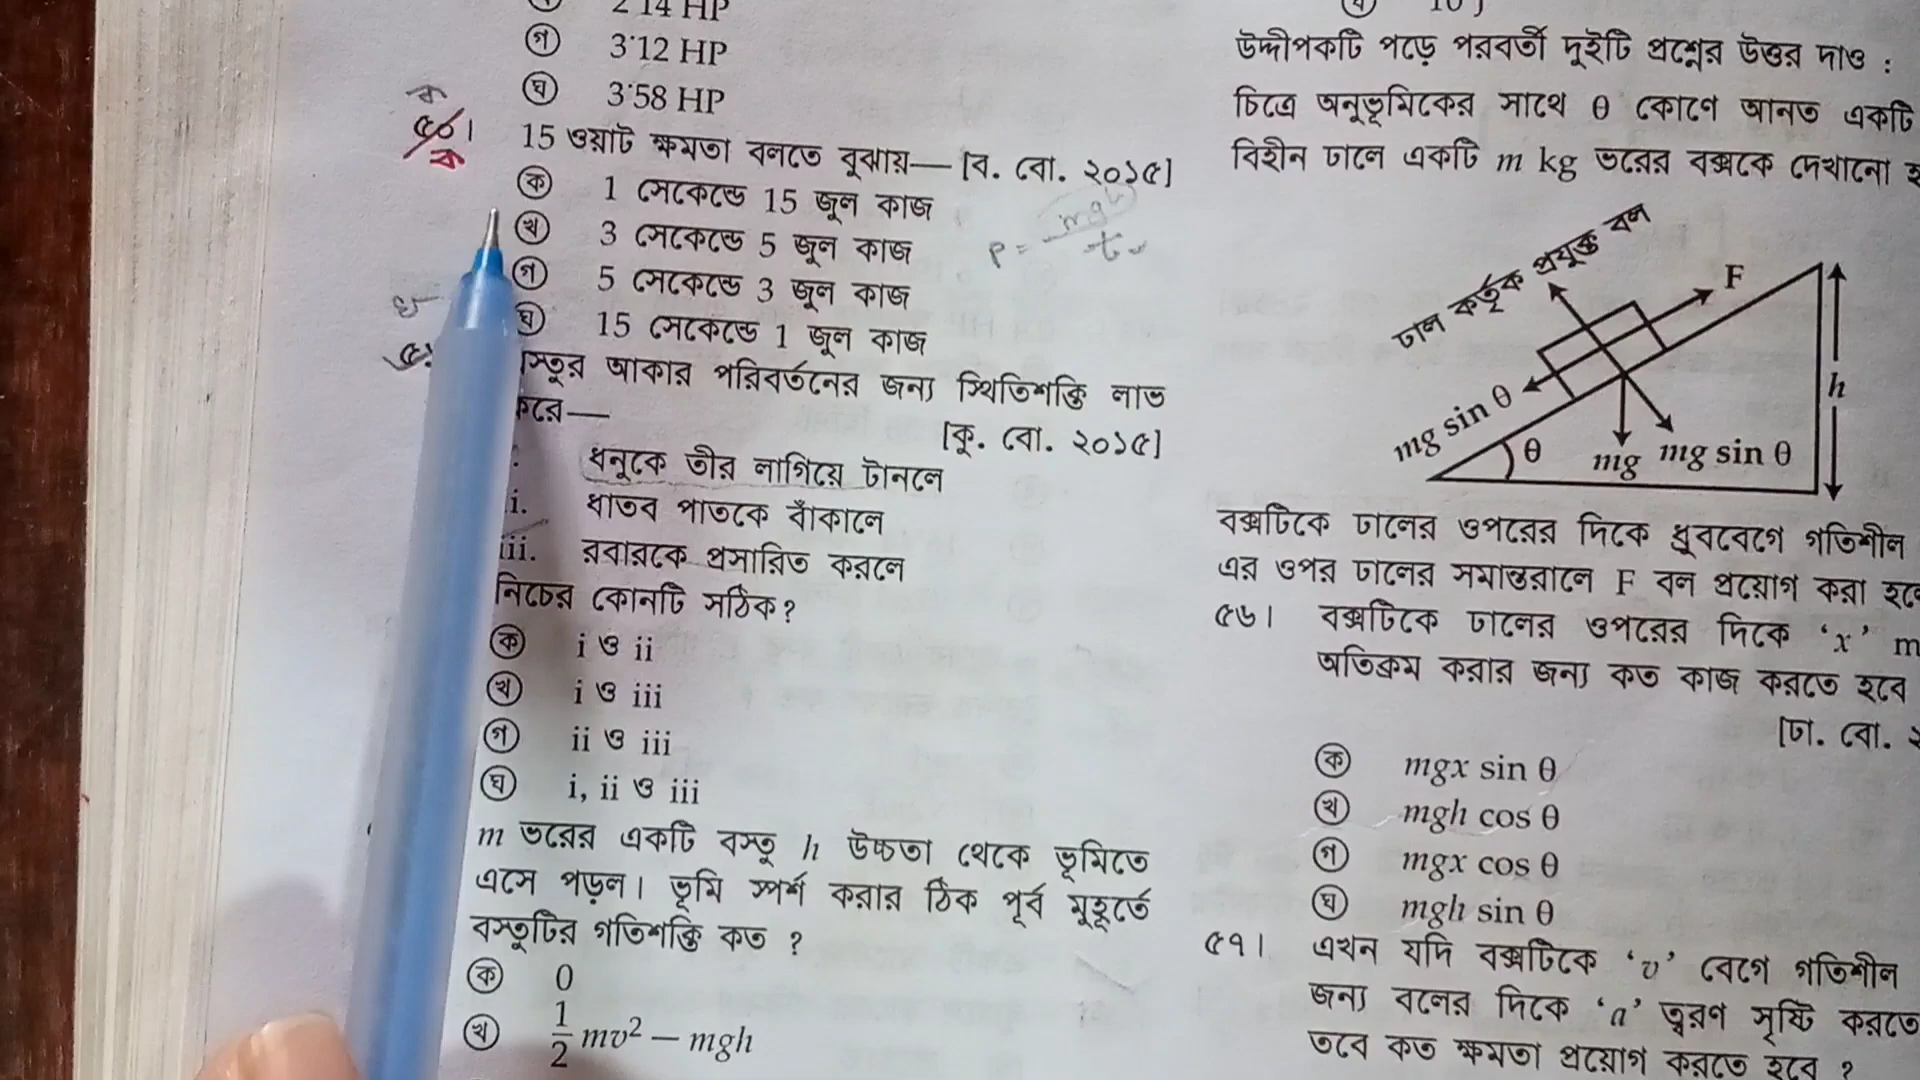 2·14 HP
গ 3·12 HP
ঘ 3·58 HP
ক
৫০।
ক
15 ওয়াট ক্ষমতা বলতে বুঝায়— [ব. বো. ২০১৫]
ক 1 সেকেন্ডে 15 জুল কাজ
খ 3 সেকেন্ডে 5 জুল কাজ
গ 5 সেকেন্ডে 3 জুল কাজ
ঘ 15 সেকেন্ডে 1 জুল কাজ
P = mgh / t
ঘ
স্তুর আকার পরিবর্তনের জন্য স্থিতিশক্তি লাভ
করে—
[কু. বো. ২০১৫]
ধনুকে তীর লাগিয়ে টানলে
ii. ধাতব পাতকে বাঁকালে
iii. রবারকে প্রসারিত করলে
নিচের কোনটি সঠিক?
ক i ও ii
খ i ও iii
গ ii ও iii
ঘ i, ii ও iii
m ভরের একটি বস্তু h উচ্চতা থেকে ভূমিতে
এসে পড়ল। ভূমি স্পর্শ করার ঠিক পূর্ব মুহূর্তে
বস্তুটির গতিশক্তি কত ?
ক 0
খ 1/2 mv² – mgh
উদ্দীপকটি পড়ে পরবর্তী দুইটি প্রশ্নের উত্তর দাও :
চিত্রে অনুভূমিকের সাথে θ কোণে আনত একটি
বিহীন ঢালে একটি m kg ভরের বক্সকে দেখানো
ঢাল কর্তৃক প্রযুক্ত বল
F
h
mg sin θ
θ
mg
mg sin θ
বক্সটিকে ঢালের ওপরের দিকে ধ্রুববেগে গতিশীল
এর ওপর ঢালের সমান্তরালে F বল প্রয়োগ করা
৫৬। বক্সটিকে ঢালের ওপরের দিকে ‘x’ m
অতিক্রম করার জন্য কত কাজ করতে হবে
[ঢা. বো.
ক mgx sin θ
খ mgh cos θ
গ mgx cos θ
ঘ mgh sin θ
৫৭। এখন যদি বক্সটিকে ‘v’ বেগে গতিশীল
জন্য বলের দিকে ‘a’ ত্বরণ সৃষ্টি করতে
তবে কত ক্ষমতা প্রয়োগ করতে হবে ?